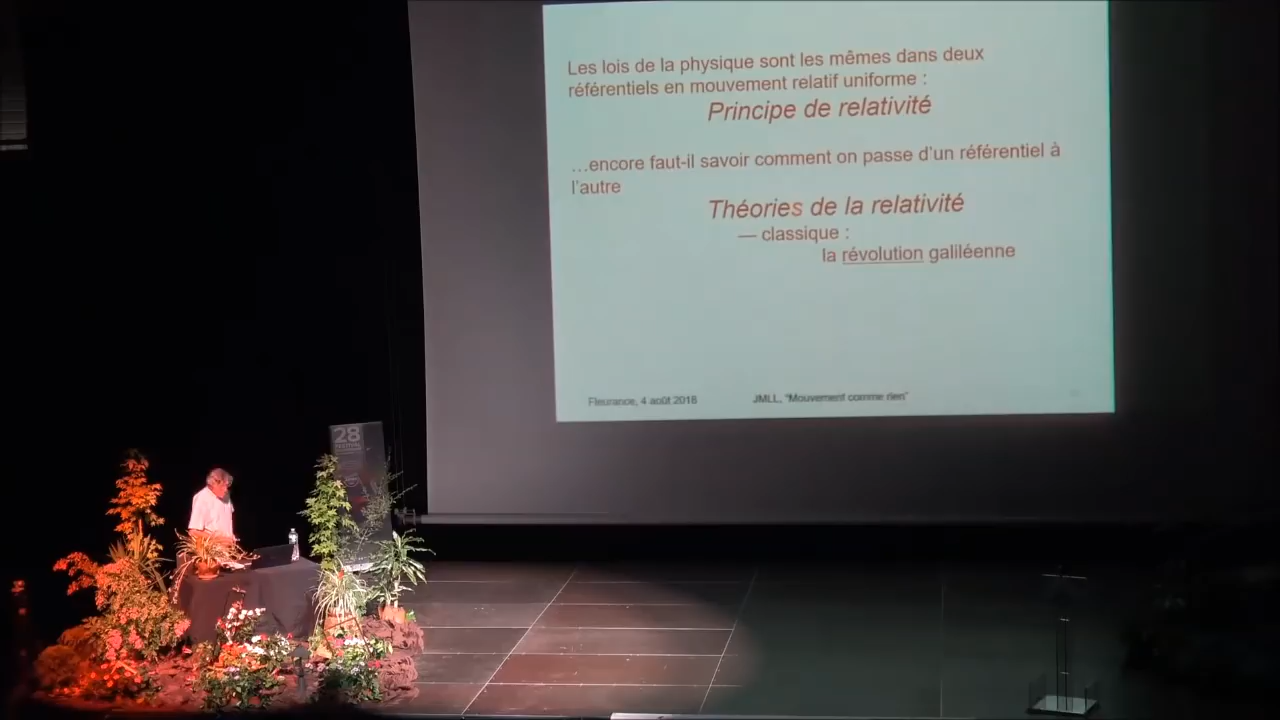 Les lois de la physique sont les mêmes dans deux
référentiels en mouvement relatif uniforme :
Principe de relativité
…encore faut-il savoir comment on passe d’un référentiel à
l’autre
Théories de la relativité
— classique :
la révolution galiléenne
Fleurance, 4 août 2018
JMLL, "Mouvement comme rien"
28
FESTIVAL